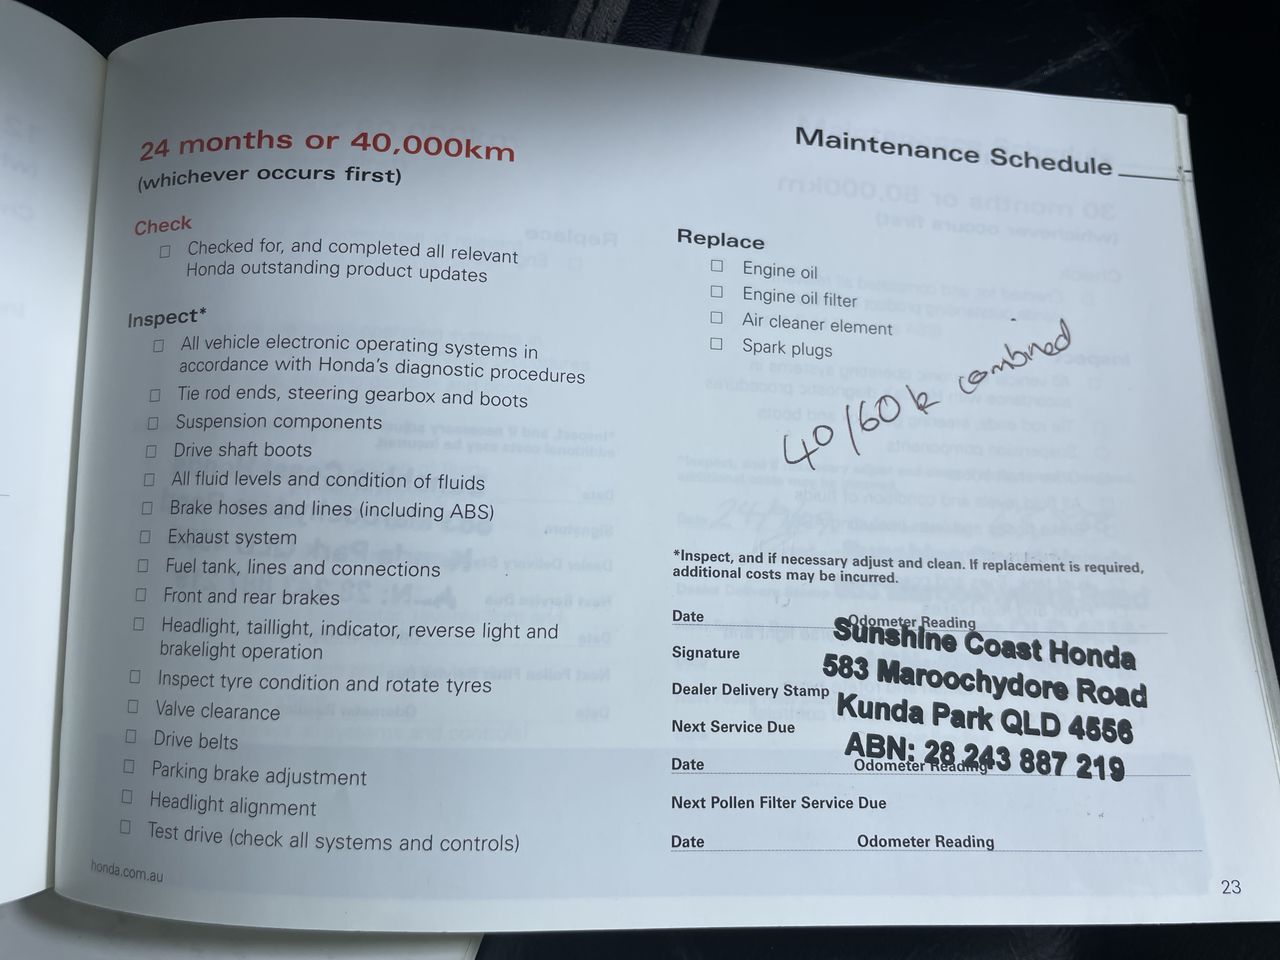 Maintenance Schedule
24 months or 40,000km
(whichever occurs first)
Check
Checked for, and completed all relevant
Honda outstanding product updates
Inspect*
All vehicle electronic operating systems in
accordance with Honda's diagnostic procedures
Tie rod ends, steering gearbox and boots
Suspension components
Drive shaft boots
All fluid levels and condition of fluids
Brake hoses and lines (including ABS)
Exhaust system
Fuel tank, lines and connections
Front and rear brakes
Headlight, taillight, indicator, reverse light and
brakelight operation
Inspect tyre condition and rotate tyres
Valve clearance
Drive belts
Parking brake adjustment
Headlight alignment
Test drive (check all systems and controls)
honda.com.au
Replace
Engine oil
Engine oil filter
Air cleaner element
Spark plugs
40/60k combined
*Inspect, and if necessary adjust and clean. If replacement is required,
additional costs may be incurred.
Date Odometer Reading
Signature
Dealer Delivery Stamp
Sunshine Coast Honda
583 Maroochydore Road
Kunda Park QLD 4556
ABN: 28 243 887 219
Next Service Due
Date Odometer Reading
Next Pollen Filter Service Due
Date Odometer Reading
23